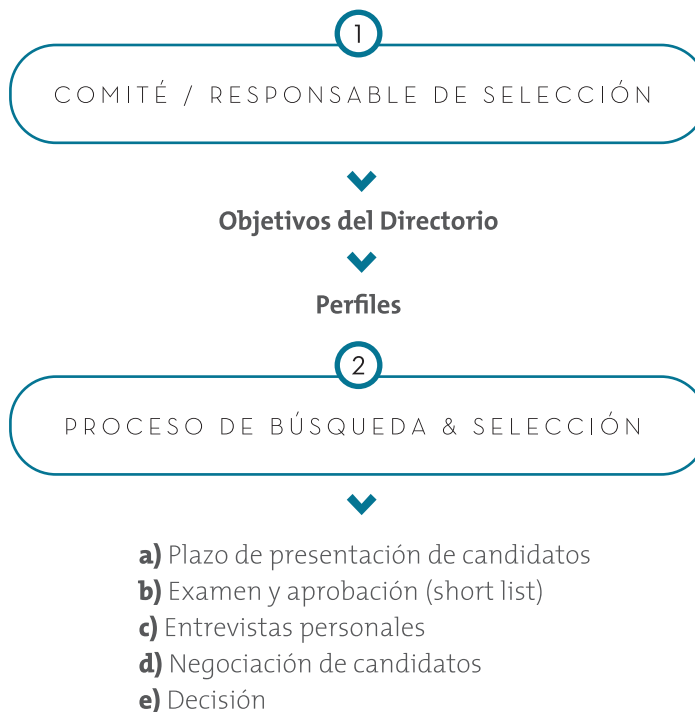 1
COMITÉ / RESPONSABLE DE SELECCIÓN
Objetivos del Directorio
Perfiles
2
PROCESO DE BÚSQUEDA & SELECCIÓN
a) Plazo de presentación de candidatos
b) Examen y aprobación (short list)
c) Entrevistas personales
d) Negociación de candidatos
e) Decisión